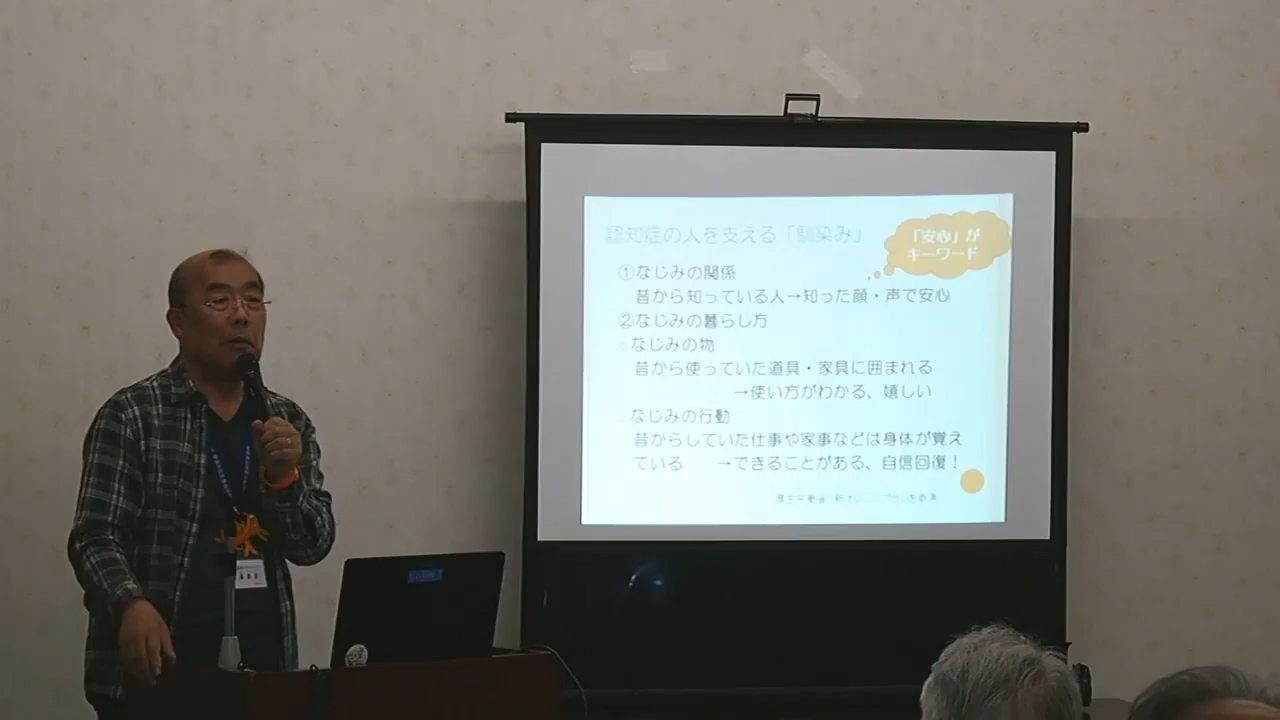 認知症の人を支える「馴染み」
「安心」が
キーワード
①なじみの関係
昔から知っている人→知った顔・声で安心
②なじみの暮らし方
○なじみの物
昔から使っていた道具・家具に囲まれる
→使い方がわかる、嬉しい
○なじみの行動
昔からしていた仕事や家事などは身体が覚え
ている →できることがある、自信回復！
厚生労働省